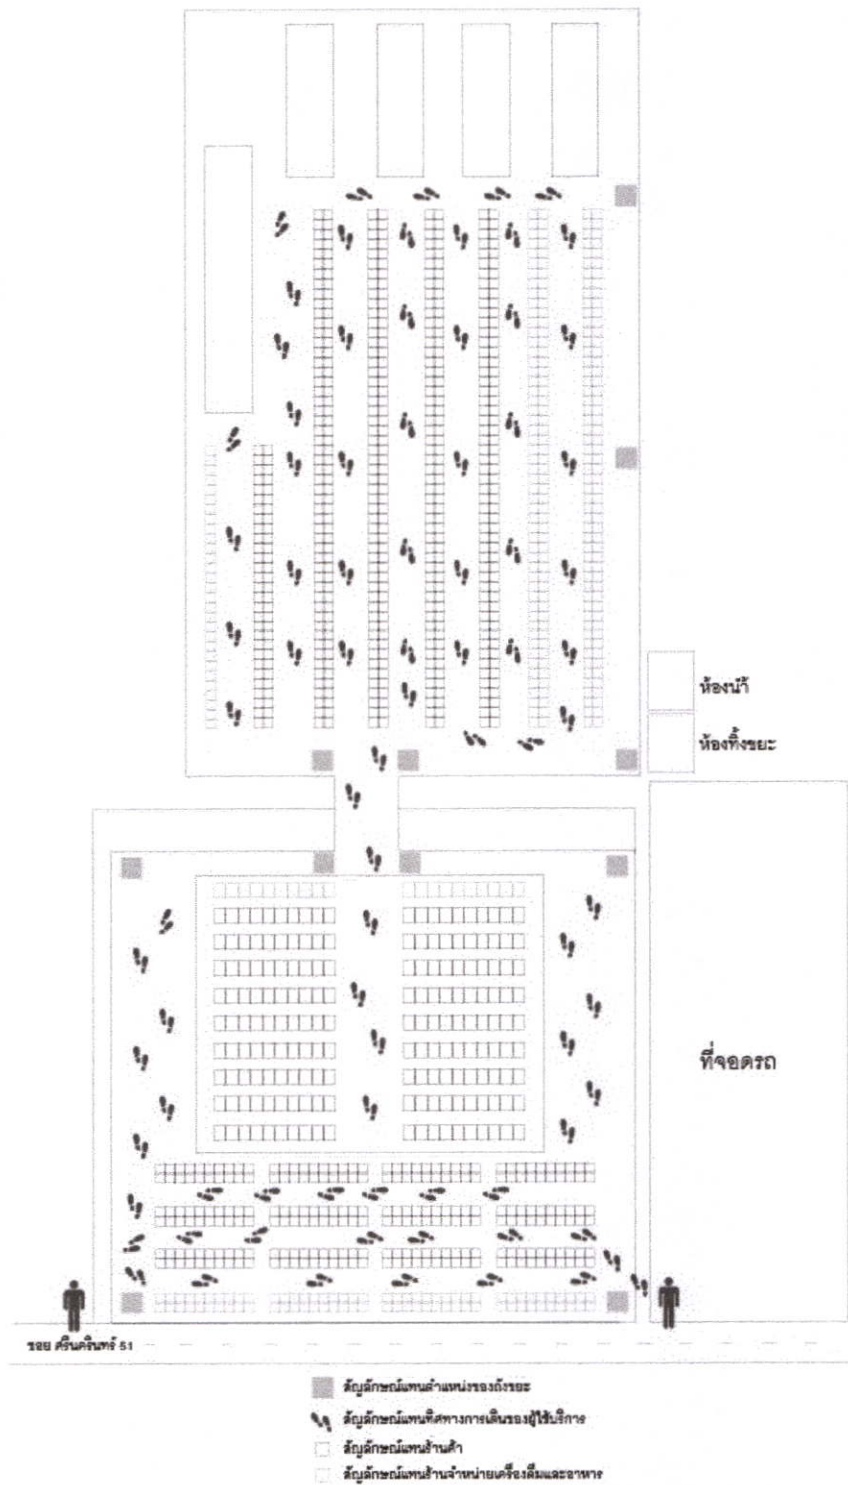 ห้องน้ำ
ห้องทิ้งขยะ
ที่จอดรถ
ซอย ศรีนครินทร์ 51
สัญลักษณ์แทนตำแหน่งของถังขยะ
สัญลักษณ์แทนทิศทางการเดินของผู้ใช้บริการ
สัญลักษณ์แทนร้านค้า
สัญลักษณ์แทนร้านจำหน่ายเครื่องดื่มและอาหาร